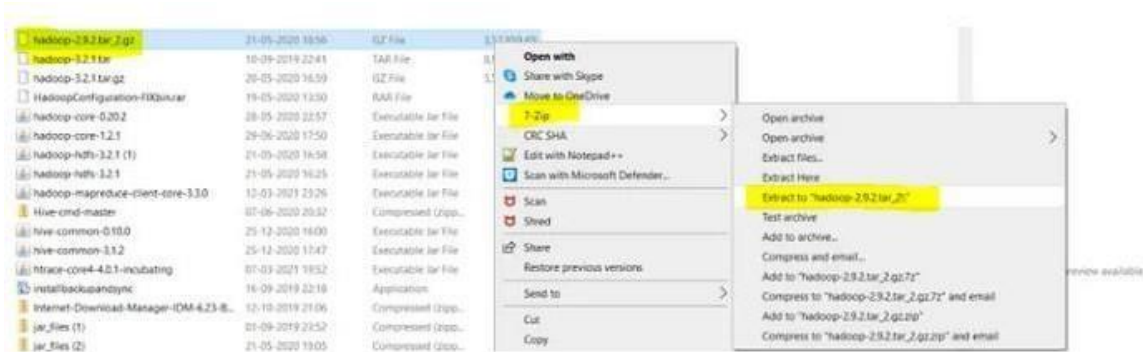 hadoop-2.9.2.tar_2.gz 21-05-2020 18:56 GZ File
hadoop-3.2.1.tar 10-09-2019 22:41 TAR File
hadoop-3.2.1.tar.gz 20-05-2020 16:59 GZ File
HadoopConfiguration-FIXbin.rar 19-05-2020 13:50 RAR File
hadoop-core-0.20.2 28-05-2020 22:57 Executable Jar File
hadoop-core-1.2.1 29-06-2020 17:50 Executable Jar File
hadoop-hdfs-3.2.1 (1) 21-05-2020 16:58 Executable Jar File
hadoop-hdfs-3.2.1 21-05-2020 16:25 Executable Jar File
hadoop-mapreduce-client-core-3.3.0 12-03-2021 23:26 Executable Jar File
Hive-cmd-master 07-06-2020 20:32 Compressed (zipp...
hive-common-0.10.0 25-12-2020 16:00 Executable Jar File
hive-common-3.1.2 25-12-2020 17:47 Executable Jar File
htrace-core4-4.0.1-incubating 07-03-2021 19:52 Executable Jar File
installbackupandsync 16-09-2019 22:18 Application
Internet-Download-Manager-IDM-6.23-B... 12-10-2019 21:06 Compressed (zipp...
jar_files (1) 01-09-2019 23:52 Compressed (zipp...
jar_files (2) 21-05-2020 19:05 Compressed (zipp...
Open with
Share with Skype
Move to OneDrive
7-Zip
CRC SHA
Edit with Notepad++
Scan with Microsoft Defender...
Scan
Shred
Share
Restore previous versions
Send to
Cut
Copy
Open archive
Open archive
Extract files...
Extract Here
Extract to "hadoop-2.9.2.tar_2\"
Test archive
Add to archive...
Compress and email...
Add to "hadoop-2.9.2.tar_2.gz.7z"
Compress to "hadoop-2.9.2.tar_2.gz.7z" and email
Add to "hadoop-2.9.2.tar_2.gz.zip"
Compress to "hadoop-2.9.2.tar_2.gz.zip" and email
review available